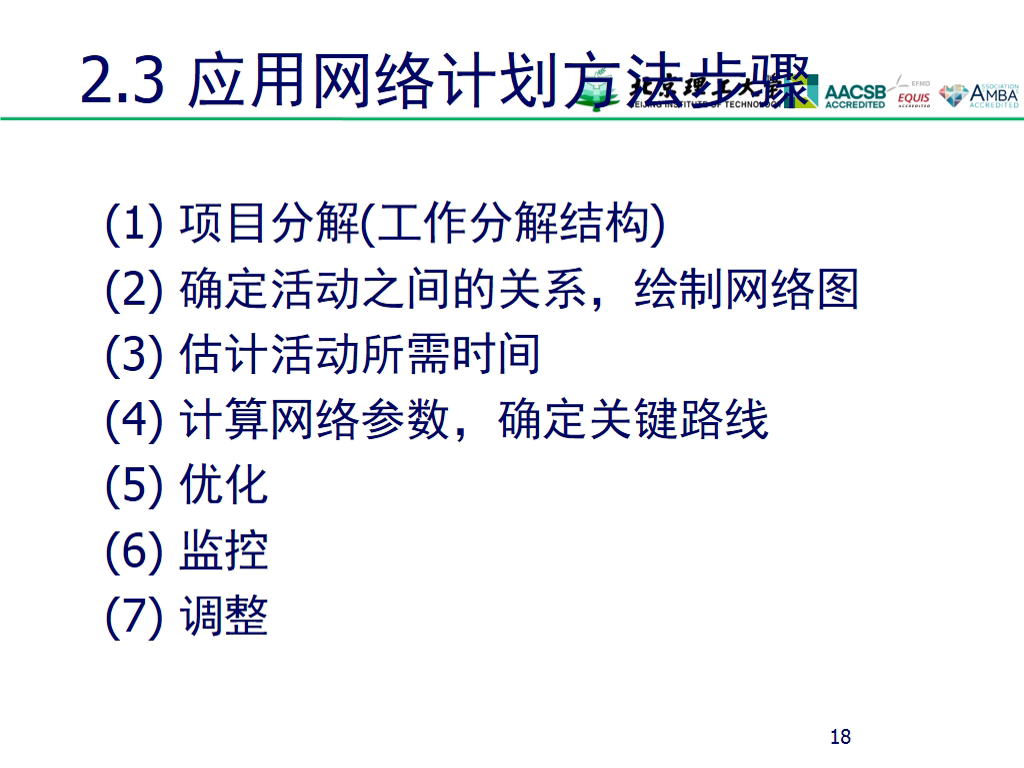 2.3 应用网络计划方法步骤
北京理工大学
BEIJING INSTITUTE OF TECHNOLOGY
AACSB
ACCREDITED
EFMD
EQUIS
ACCREDITED
ASSOCIATION
AMBA
ACCREDITED
(1) 项目分解(工作分解结构)
(2) 确定活动之间的关系，绘制网络图
(3) 估计活动所需时间
(4) 计算网络参数，确定关键路线
(5) 优化
(6) 监控
(7) 调整
18